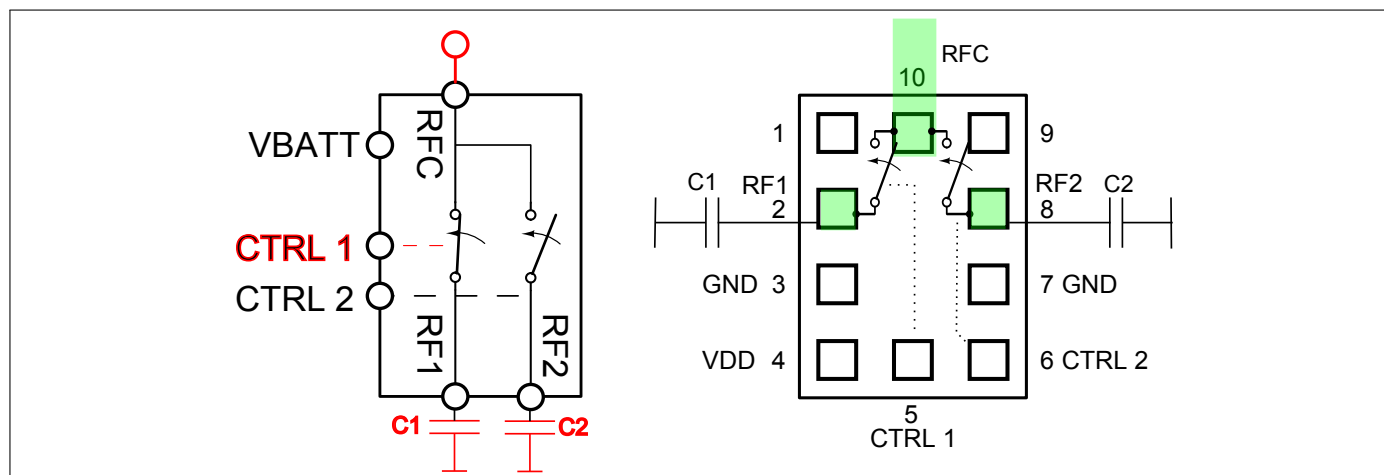 VBATT
RFC
CTRL 1
CTRL 2
RF1
RF2
C1
C2
RFC
10
1
9
C1
RF1
2
RF2
8
C2
GND 3
7 GND
VDD 4
6 CTRL 2
5
CTRL 1